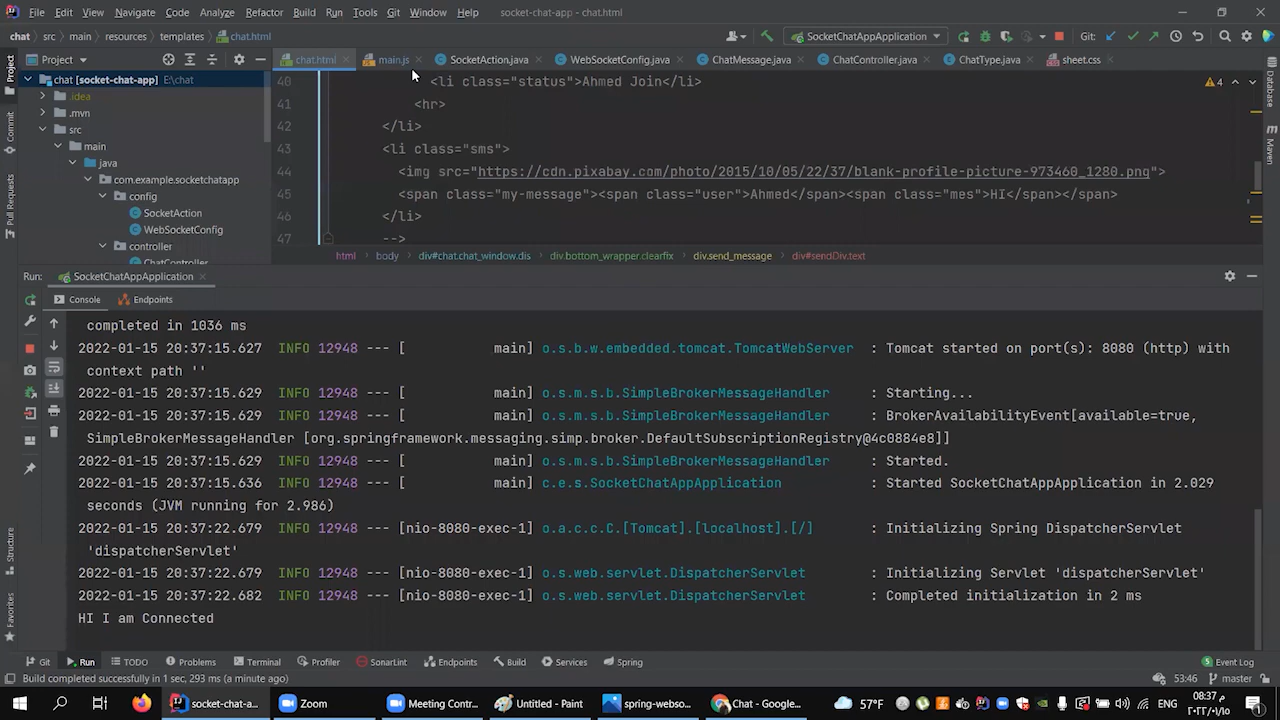 File Edit View Navigate Code Analyze Refactor Build Run Tools Git Window Help socket-chat-app - chat.html
chat src main resources templates chat.html SocketChatAppApplication Git:
Project chat.html main.js SocketAction.java WebSocketConfig.java ChatMessage.java ChatController.java ChatType.java sheet.css
chat [socket-chat-app] E:\chat
.idea
.mvn
src
main
java
com.example.socketchatapp
config
SocketAction
WebSocketConfig
controller
ChatController
40 <li class="status">Ahmed Join</li>
41 <hr>
42 </li>
43 <li class="sms">
44 <img src="https://cdn.pixabay.com/photo/2015/10/05/22/37/blank-profile-picture-973460_1280.png">
45 <span class="my-message"><span class="user">Ahmed</span><span class="mes">HI</span></span>
46 </li>
47 -->
4
html body div#chat.chat_window.dis div.bottom_wrapper.clearfix div.send_message div#sendDiv.text
Run: SocketChatAppApplication
Console Endpoints
completed in 1036 ms
2022-01-15 20:37:15.627 INFO 12948 --- [ main] o.s.b.w.embedded.tomcat.TomcatWebServer : Tomcat started on port(s): 8080 (http) with
context path ''
2022-01-15 20:37:15.629 INFO 12948 --- [ main] o.s.m.s.b.SimpleBrokerMessageHandler : Starting...
2022-01-15 20:37:15.629 INFO 12948 --- [ main] o.s.m.s.b.SimpleBrokerMessageHandler : BrokerAvailabilityEvent[available=true,
SimpleBrokerMessageHandler [org.springframework.messaging.simp.broker.DefaultSubscriptionRegistry@4c0884e8]]
2022-01-15 20:37:15.629 INFO 12948 --- [ main] o.s.m.s.b.SimpleBrokerMessageHandler : Started.
2022-01-15 20:37:15.636 INFO 12948 --- [ main] c.e.s.SocketChatAppApplication : Started SocketChatAppApplication in 2.029
seconds (JVM running for 2.986)
2022-01-15 20:37:22.679 INFO 12948 --- [nio-8080-exec-1] o.a.c.c.C.[Tomcat].[localhost].[/] : Initializing Spring DispatcherServlet
'dispatcherServlet'
2022-01-15 20:37:22.679 INFO 12948 --- [nio-8080-exec-1] o.s.web.servlet.DispatcherServlet : Initializing Servlet 'dispatcherServlet'
2022-01-15 20:37:22.682 INFO 12948 --- [nio-8080-exec-1] o.s.web.servlet.DispatcherServlet : Completed initialization in 2 ms
HI I am Connected
Project
Commit
Pull Requests
Structure
Favorites
Database
Maven
Git Run TODO Problems Terminal Profiler SonarLint Endpoints Build Services Spring 5 Event Log
Build completed successfully in 1 sec, 293 ms (a minute ago) 53:46 master
socket-chat-a... Zoom Meeting Contr... Untitled - Paint spring-webso... Chat - Google... 57°F ENG 08:37 م